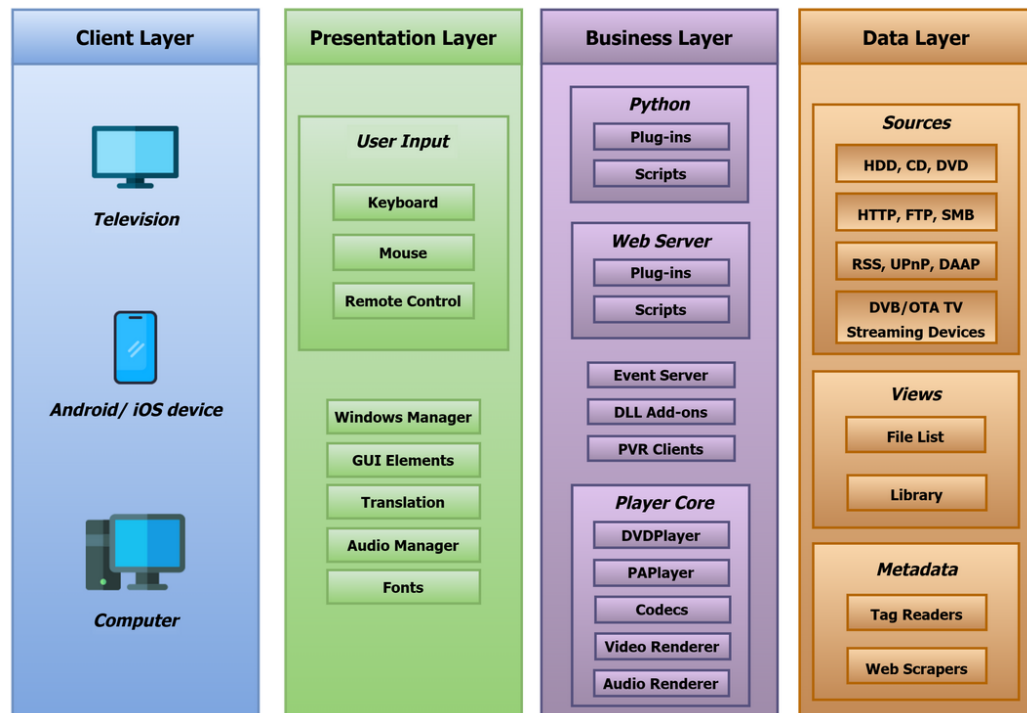 Client Layer
Television
Android/ iOS device
Computer
Presentation Layer
User Input
Keyboard
Mouse
Remote Control
Windows Manager
GUI Elements
Translation
Audio Manager
Fonts
Business Layer
Python
Plug-ins
Scripts
Web Server
Plug-ins
Scripts
Event Server
DLL Add-ons
PVR Clients
Player Core
DVDPlayer
PAPlayer
Codecs
Video Renderer
Audio Renderer
Data Layer
Sources
HDD, CD, DVD
HTTP, FTP, SMB
RSS, UPnP, DAAP
DVB/OTA TV
Streaming Devices
Views
File List
Library
Metadata
Tag Readers
Web Scrapers